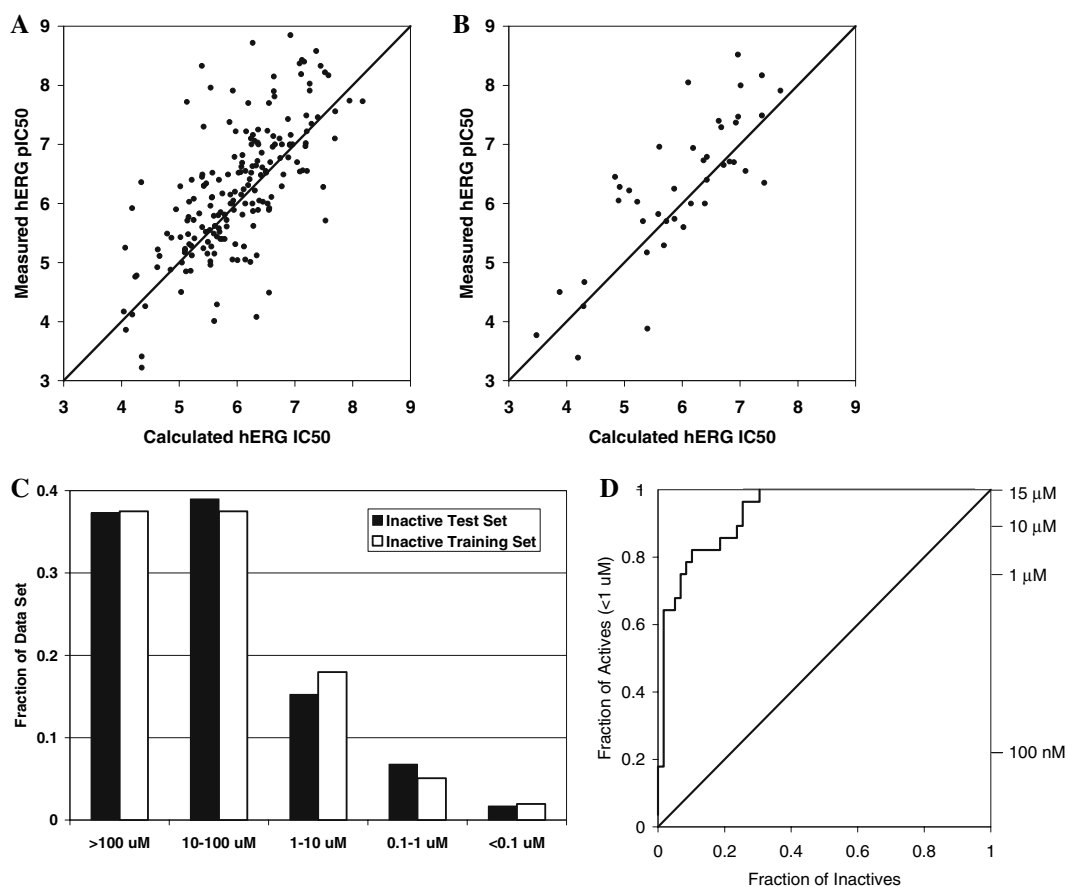 A
9
8
7
6
5
4
3
Measured hERG pIC50
3 4 5 6 7 8 9
Calculated hERG IC50
B
9
8
7
6
5
4
3
Measured hERG pIC50
3 4 5 6 7 8 9
Calculated hERG IC50
C
0.4
0.3
0.2
0.1
0
Fraction of Data Set
Inactive Test Set
Inactive Training Set
>100 uM 10-100 uM 1-10 uM 0.1-1 uM <0.1 uM
D
1
0.8
0.6
0.4
0.2
0
Fraction of Actives (<1 uM)
15 μM
10 μM
1 μM
100 nM
0 0.2 0.4 0.6 0.8 1
Fraction of Inactives